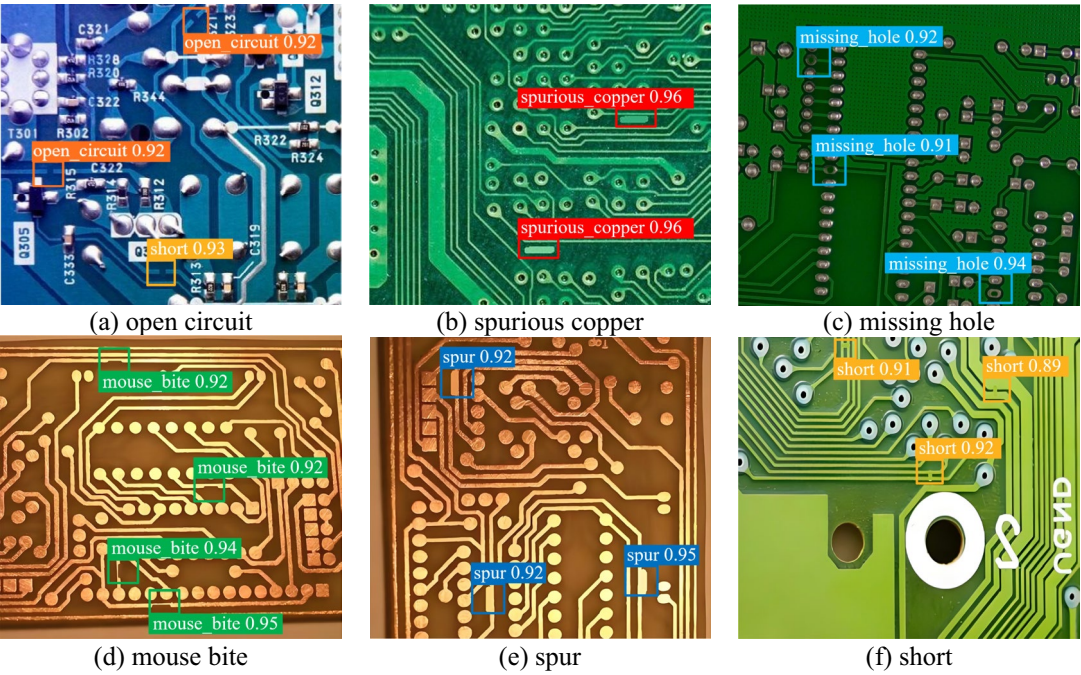 open_circuit 0.92
C321
R328
R320
C322
R344
Q312
T301
R302
R322
R324
open_circuit 0.92
R315
C322
R314
R312
Q305
C333
short 0.93
R313
C319
(a) open circuit
spurious_copper 0.96
spurious_copper 0.96
(b) spurious copper
missing_hole 0.92
missing_hole 0.91
missing_hole 0.94
(c) missing hole
mouse_bite 0.92
mouse_bite 0.92
mouse_bite 0.94
mouse_bite 0.95
(d) mouse bite
spur 0.92
spur 0.92
spur 0.95
(e) spur
short 0.91
short 0.89
short 0.92
(f) short